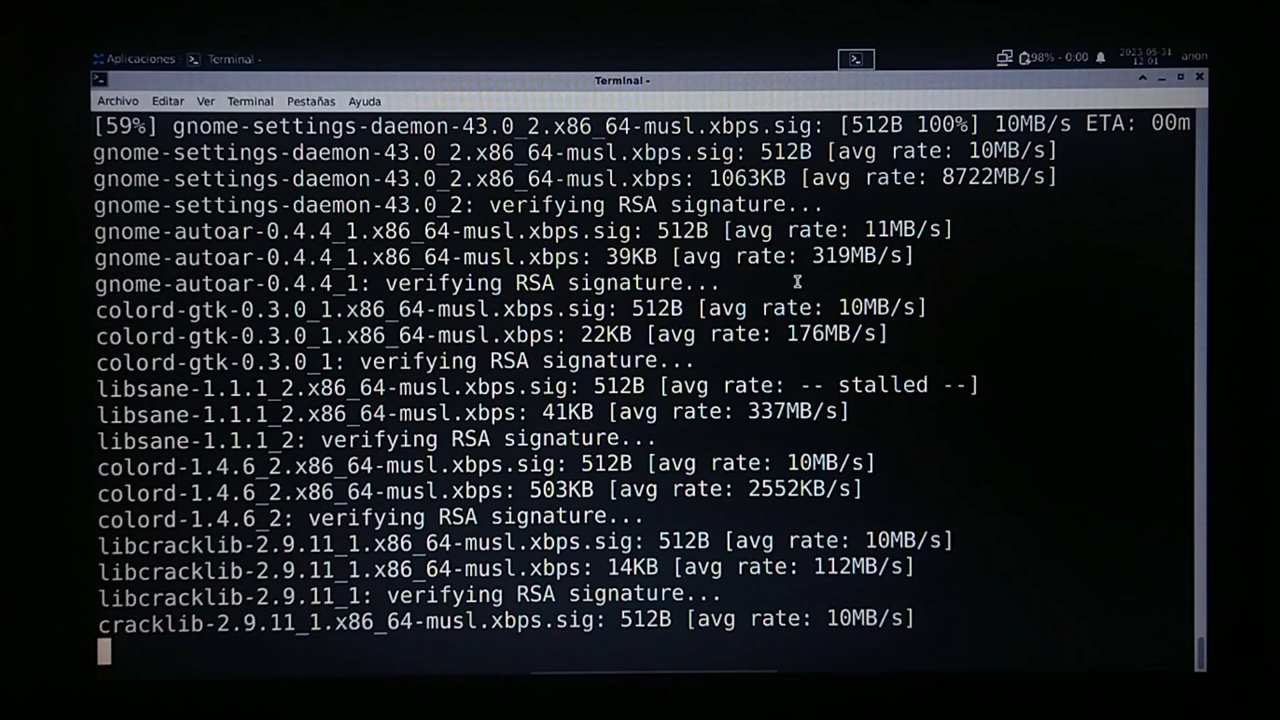 Aplicaciones Terminal - 98% - 0:00 2023-05-31 12:01 anon
Terminal -
Archivo Editar Ver Terminal Pestañas Ayuda
[59%] gnome-settings-daemon-43.0_2.x86_64-musl.xbps.sig: [512B 100%] 10MB/s ETA: 00m
gnome-settings-daemon-43.0_2.x86_64-musl.xbps.sig: 512B [avg rate: 10MB/s]
gnome-settings-daemon-43.0_2.x86_64-musl.xbps: 1063KB [avg rate: 8722MB/s]
gnome-settings-daemon-43.0_2: verifying RSA signature...
gnome-autoar-0.4.4_1.x86_64-musl.xbps.sig: 512B [avg rate: 11MB/s]
gnome-autoar-0.4.4_1.x86_64-musl.xbps: 39KB [avg rate: 319MB/s]
gnome-autoar-0.4.4_1: verifying RSA signature...
colord-gtk-0.3.0_1.x86_64-musl.xbps.sig: 512B [avg rate: 10MB/s]
colord-gtk-0.3.0_1.x86_64-musl.xbps: 22KB [avg rate: 176MB/s]
colord-gtk-0.3.0_1: verifying RSA signature...
libsane-1.1.1_2.x86_64-musl.xbps.sig: 512B [avg rate: -- stalled --]
libsane-1.1.1_2.x86_64-musl.xbps: 41KB [avg rate: 337MB/s]
libsane-1.1.1_2: verifying RSA signature...
colord-1.4.6_2.x86_64-musl.xbps.sig: 512B [avg rate: 10MB/s]
colord-1.4.6_2.x86_64-musl.xbps: 503KB [avg rate: 2552KB/s]
colord-1.4.6_2: verifying RSA signature...
libcracklib-2.9.11_1.x86_64-musl.xbps.sig: 512B [avg rate: 10MB/s]
libcracklib-2.9.11_1.x86_64-musl.xbps: 14KB [avg rate: 112MB/s]
libcracklib-2.9.11_1: verifying RSA signature...
cracklib-2.9.11_1.x86_64-musl.xbps.sig: 512B [avg rate: 10MB/s]